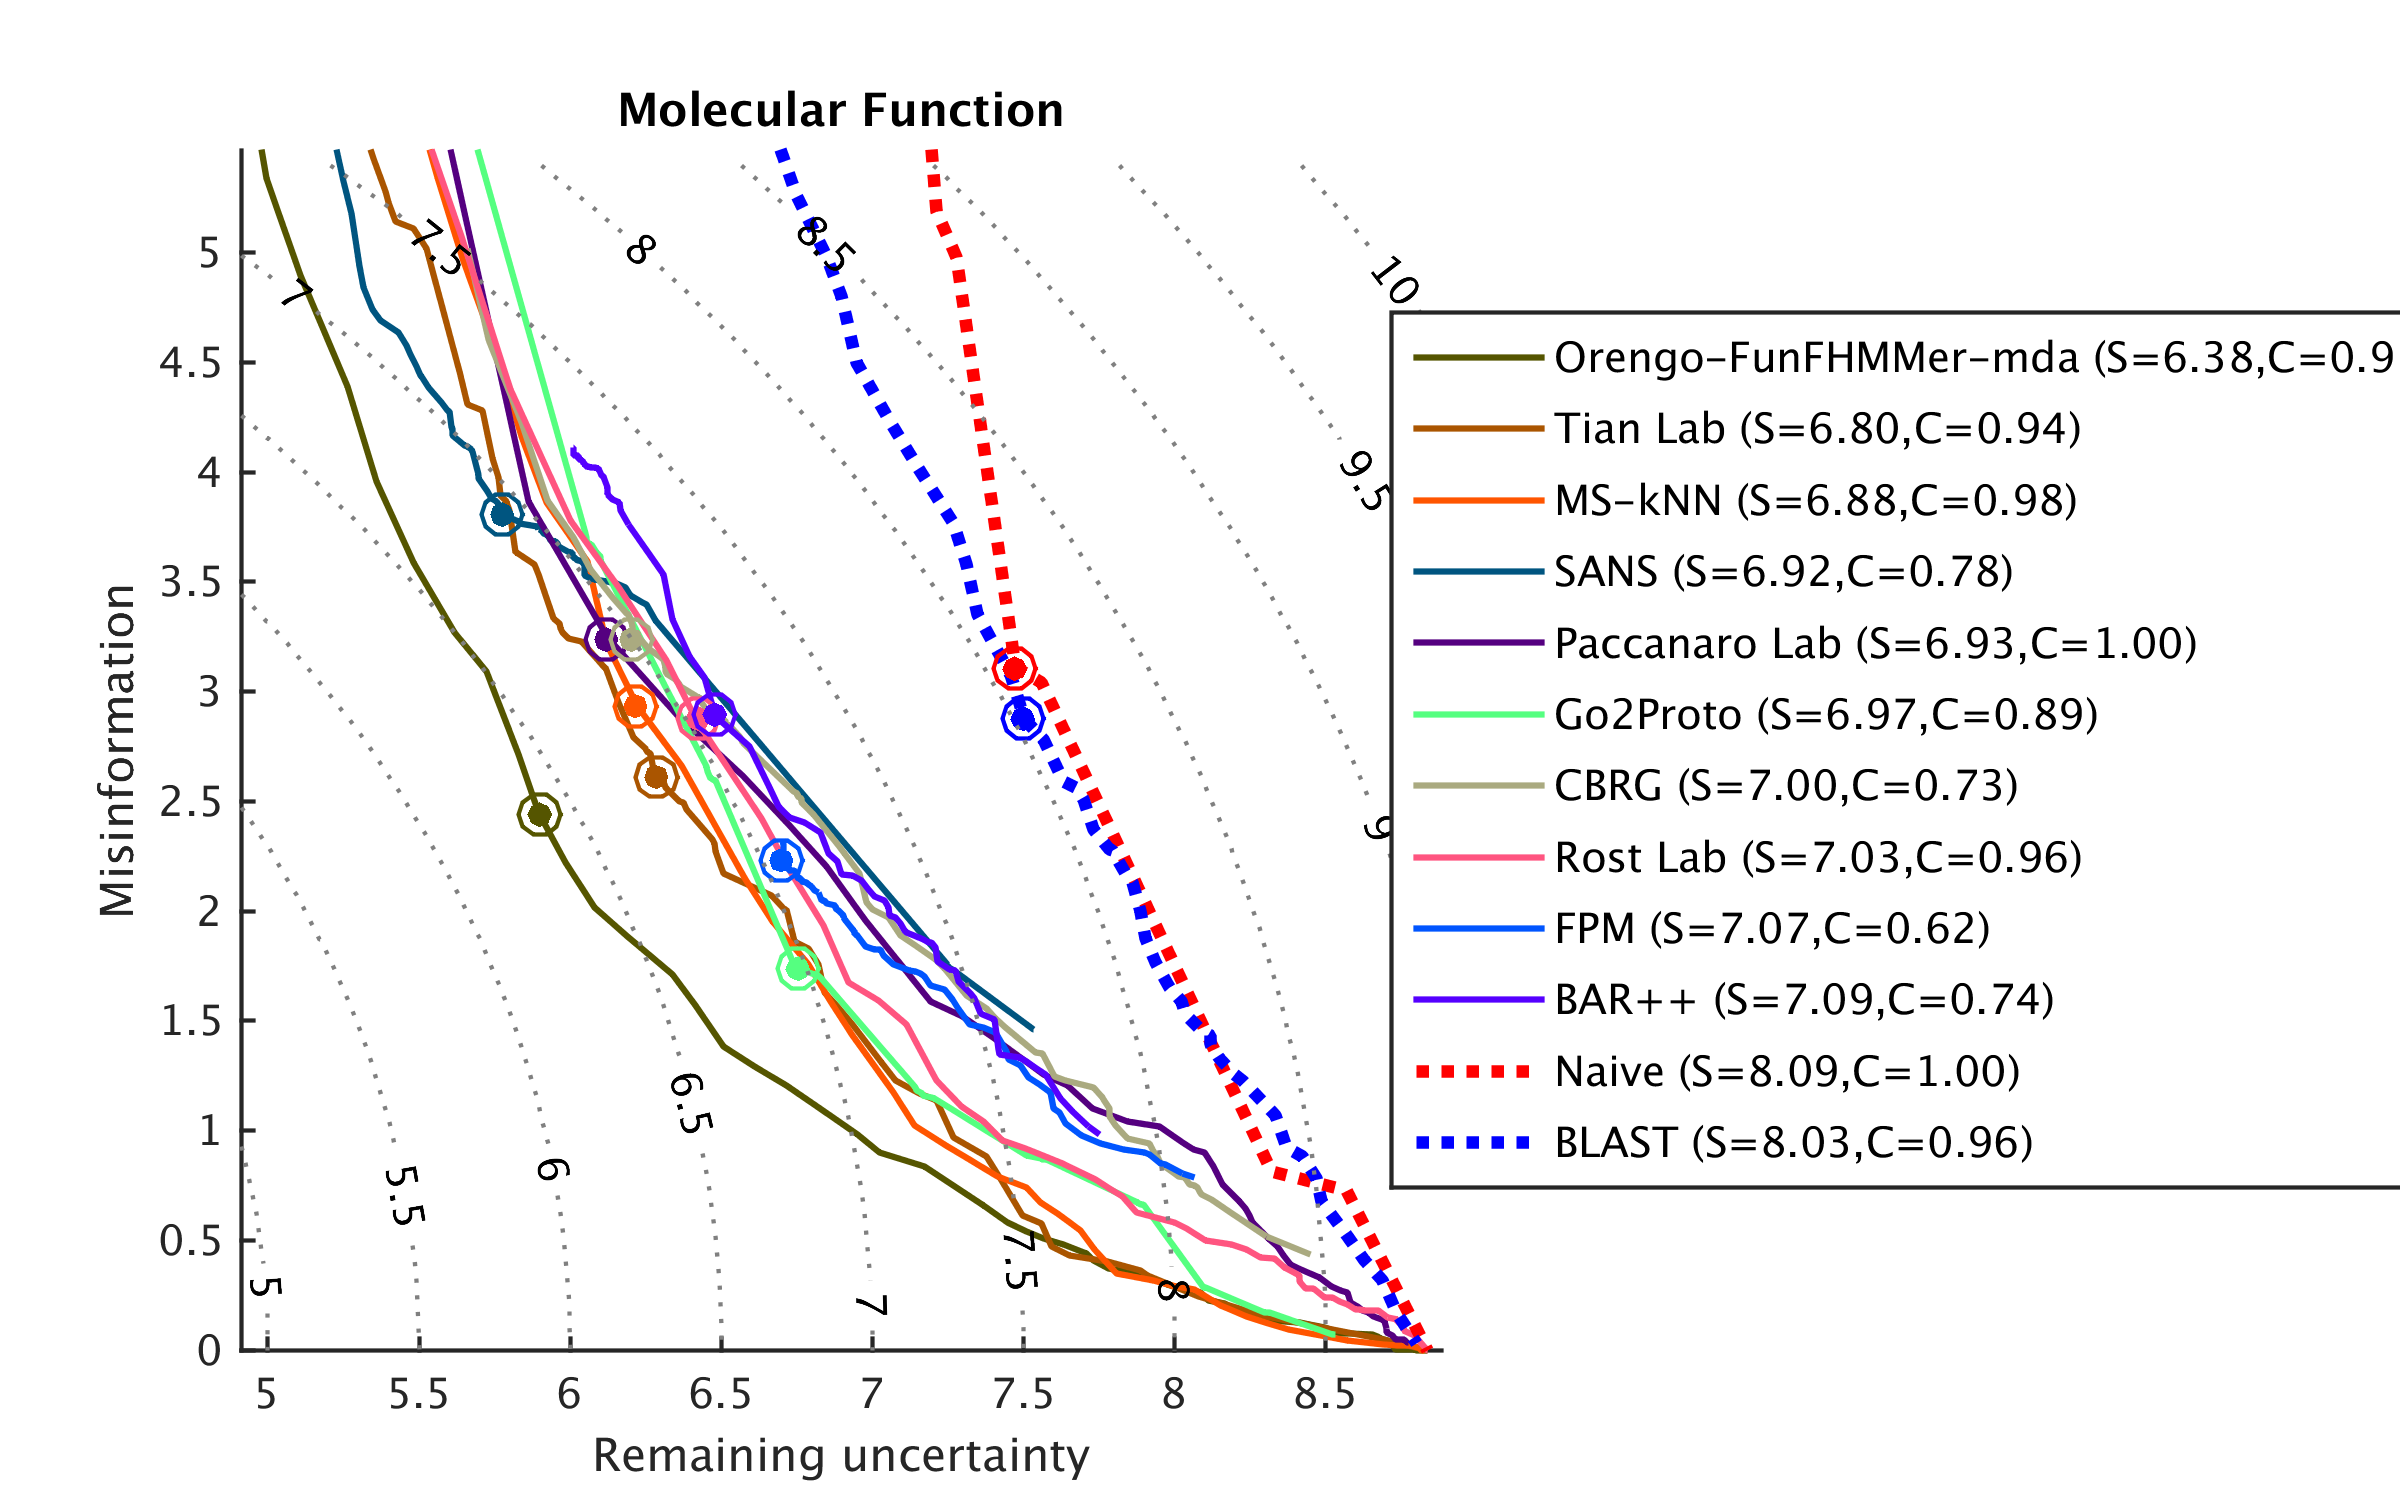 Molecular Function
Misinformation
5
4.5
4
3.5
3
2.5
2
1.5
1
0.5
0
5
5.5
6
6.5
7
7.5
8
8.5
Remaining uncertainty
7
7.5
8
8.5
10
9.5
9
5
5.5
5.5
6
6.5
7
7.5
8
Orengo-FunFHMMer-mda (S=6.38,C=0.9
Tian Lab (S=6.80,C=0.94)
MS-kNN (S=6.88,C=0.98)
SANS (S=6.92,C=0.78)
Paccanaro Lab (S=6.93,C=1.00)
Go2Proto (S=6.97,C=0.89)
CBRG (S=7.00,C=0.73)
Rost Lab (S=7.03,C=0.96)
FPM (S=7.07,C=0.62)
BAR++ (S=7.09,C=0.74)
Naive (S=8.09,C=1.00)
BLAST (S=8.03,C=0.96)